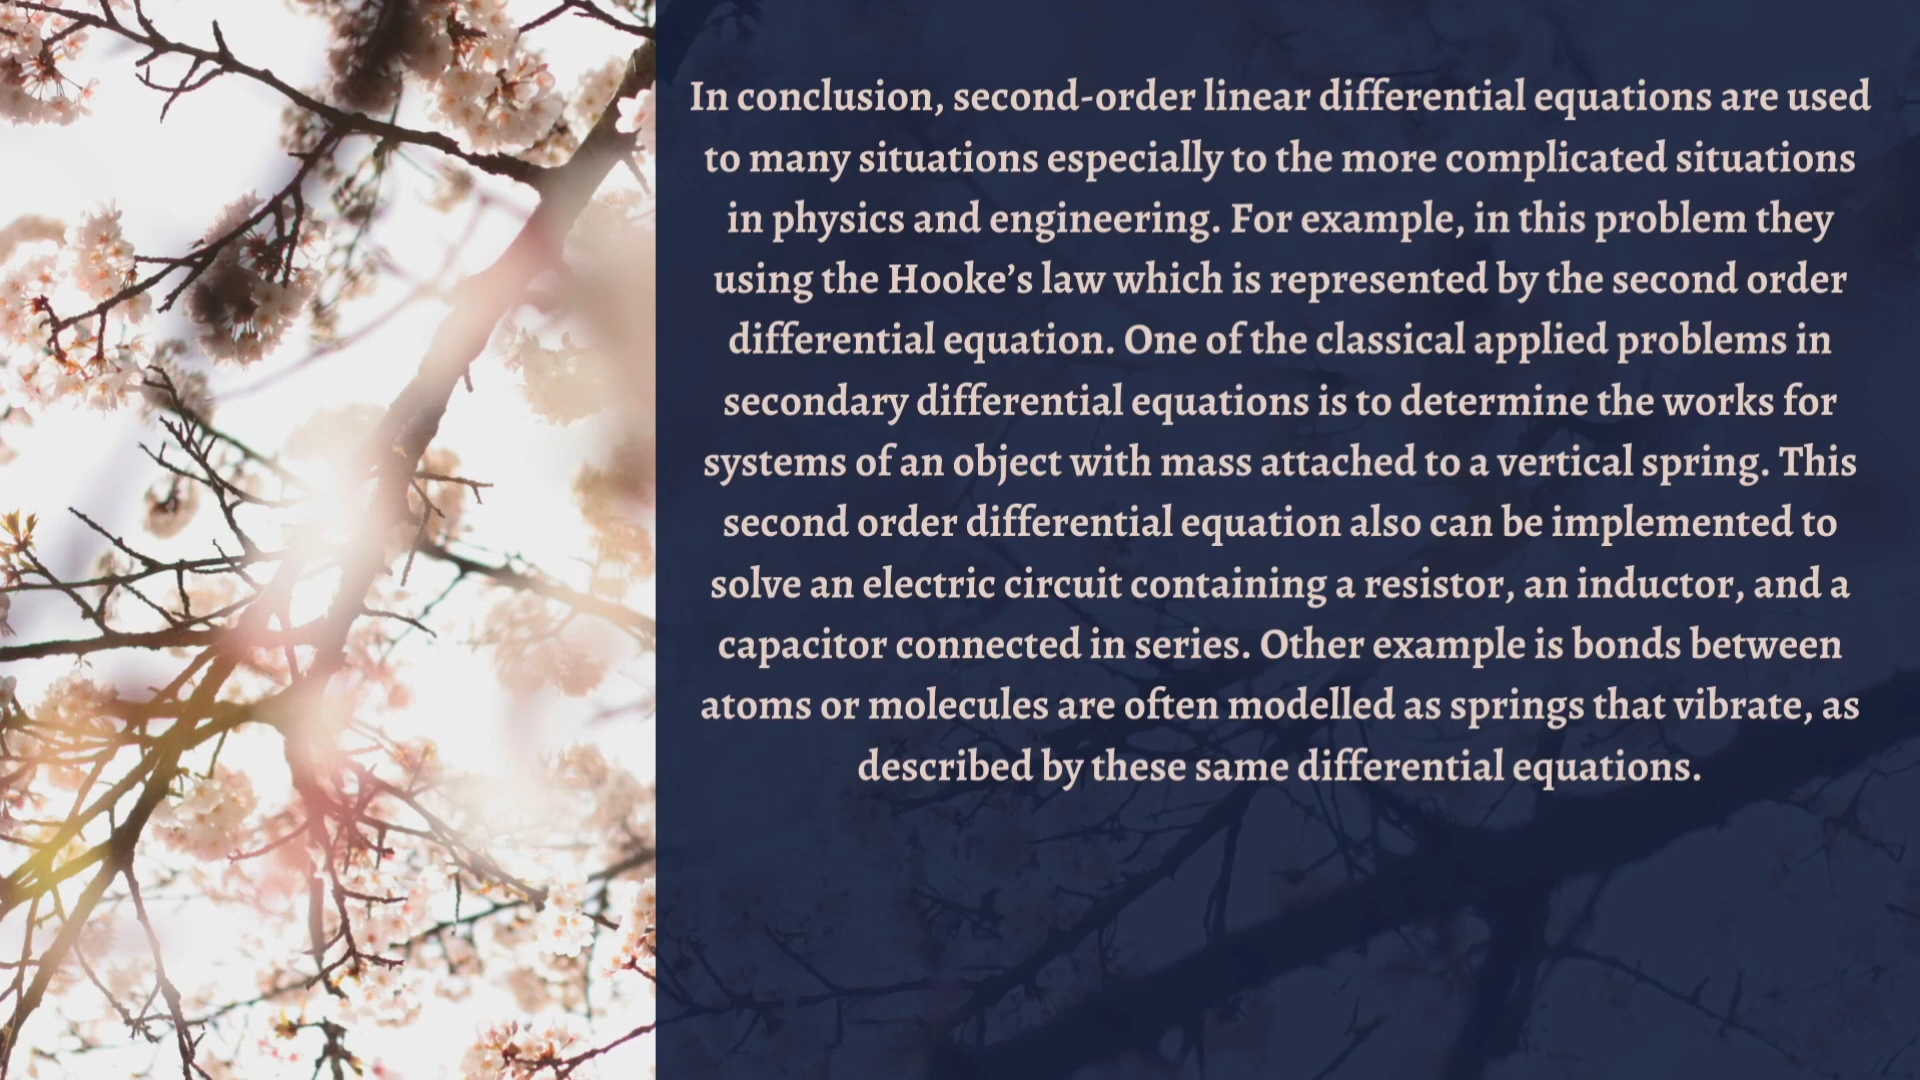 In conclusion, second-order linear differential equations are used
to many situations especially to the more complicated situations
in physics and engineering. For example, in this problem they
using the Hooke’s law which is represented by the second order
differential equation. One of the classical applied problems in
secondary differential equations is to determine the works for
systems of an object with mass attached to a vertical spring. This
second order differential equation also can be implemented to
solve an electric circuit containing a resistor, an inductor, and a
capacitor connected in series. Other example is bonds between
atoms or molecules are often modelled as springs that vibrate, as
described by these same differential equations.